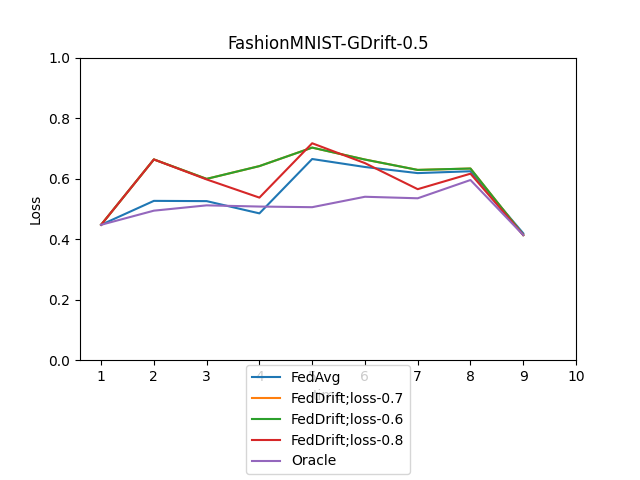 FashionMNIST-GDrift-0.5
1.0
0.8
0.6
0.4
0.2
0.0
Loss
1 2 3 4 5 6 7 8 9 10
FedAvg
FedDrift;loss-0.7
FedDrift;loss-0.6
FedDrift;loss-0.8
Oracle